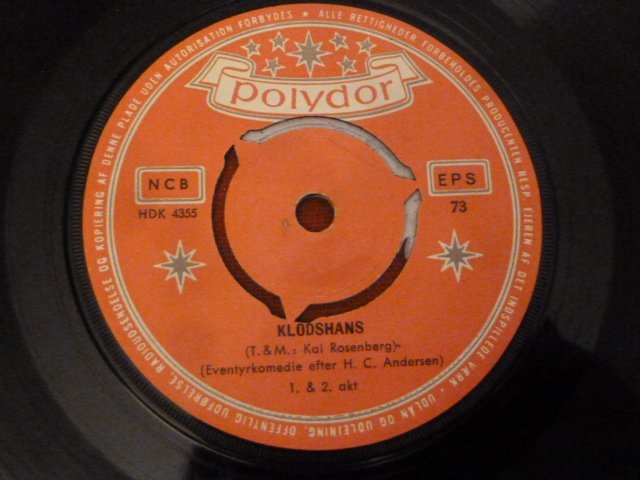 polydor
NCB
HDK 4355
EPS
73
KLODSHANS
(T. & M.: Kai Rosenberg)-
(Eventyrkomedie efter H. C. Andersen)
1. & 2. akt
ALLE RETTIGHEDER FORBEHOLDES PRODUCENTEN RESP. EJEREN AF DET INDSPILLEDE VÆRK - UDLÅN OG UDLEJNING, OFFENTLIG UDFØRELSE, RADIOUDSENDELSE OG KOPIERING AF DENNE PLADE UDEN AUTORISATION FORBYDES